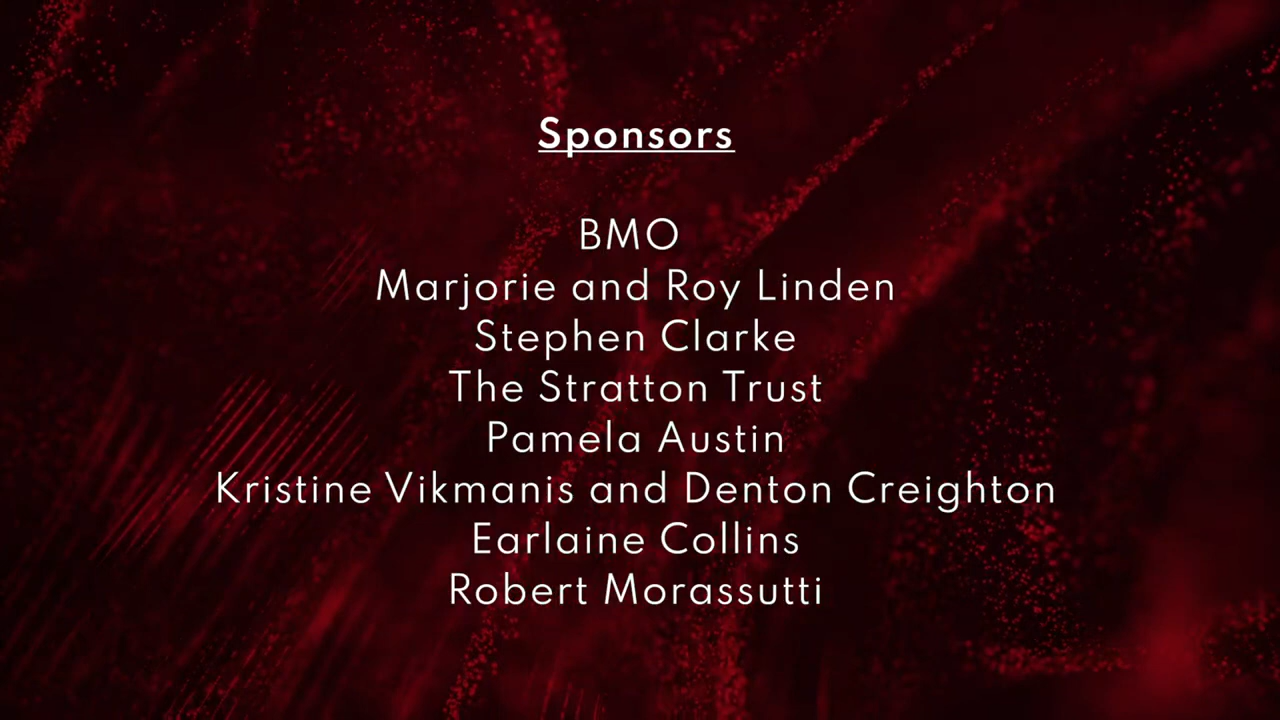 Sponsors
BMO
Marjorie and Roy Linden
Stephen Clarke
The Stratton Trust
Pamela Austin
Kristine Vikmanis and Denton Creighton
Earlaine Collins
Robert Morassutti